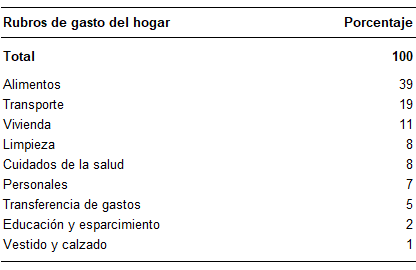 Rubros de gasto del hogar Porcentaje
Total 100
Alimentos 39
Transporte 19
Vivienda 11
Limpieza 8
Cuidados de la salud 8
Personales 7
Transferencia de gastos 5
Educación y esparcimiento 2
Vestido y calzado 1